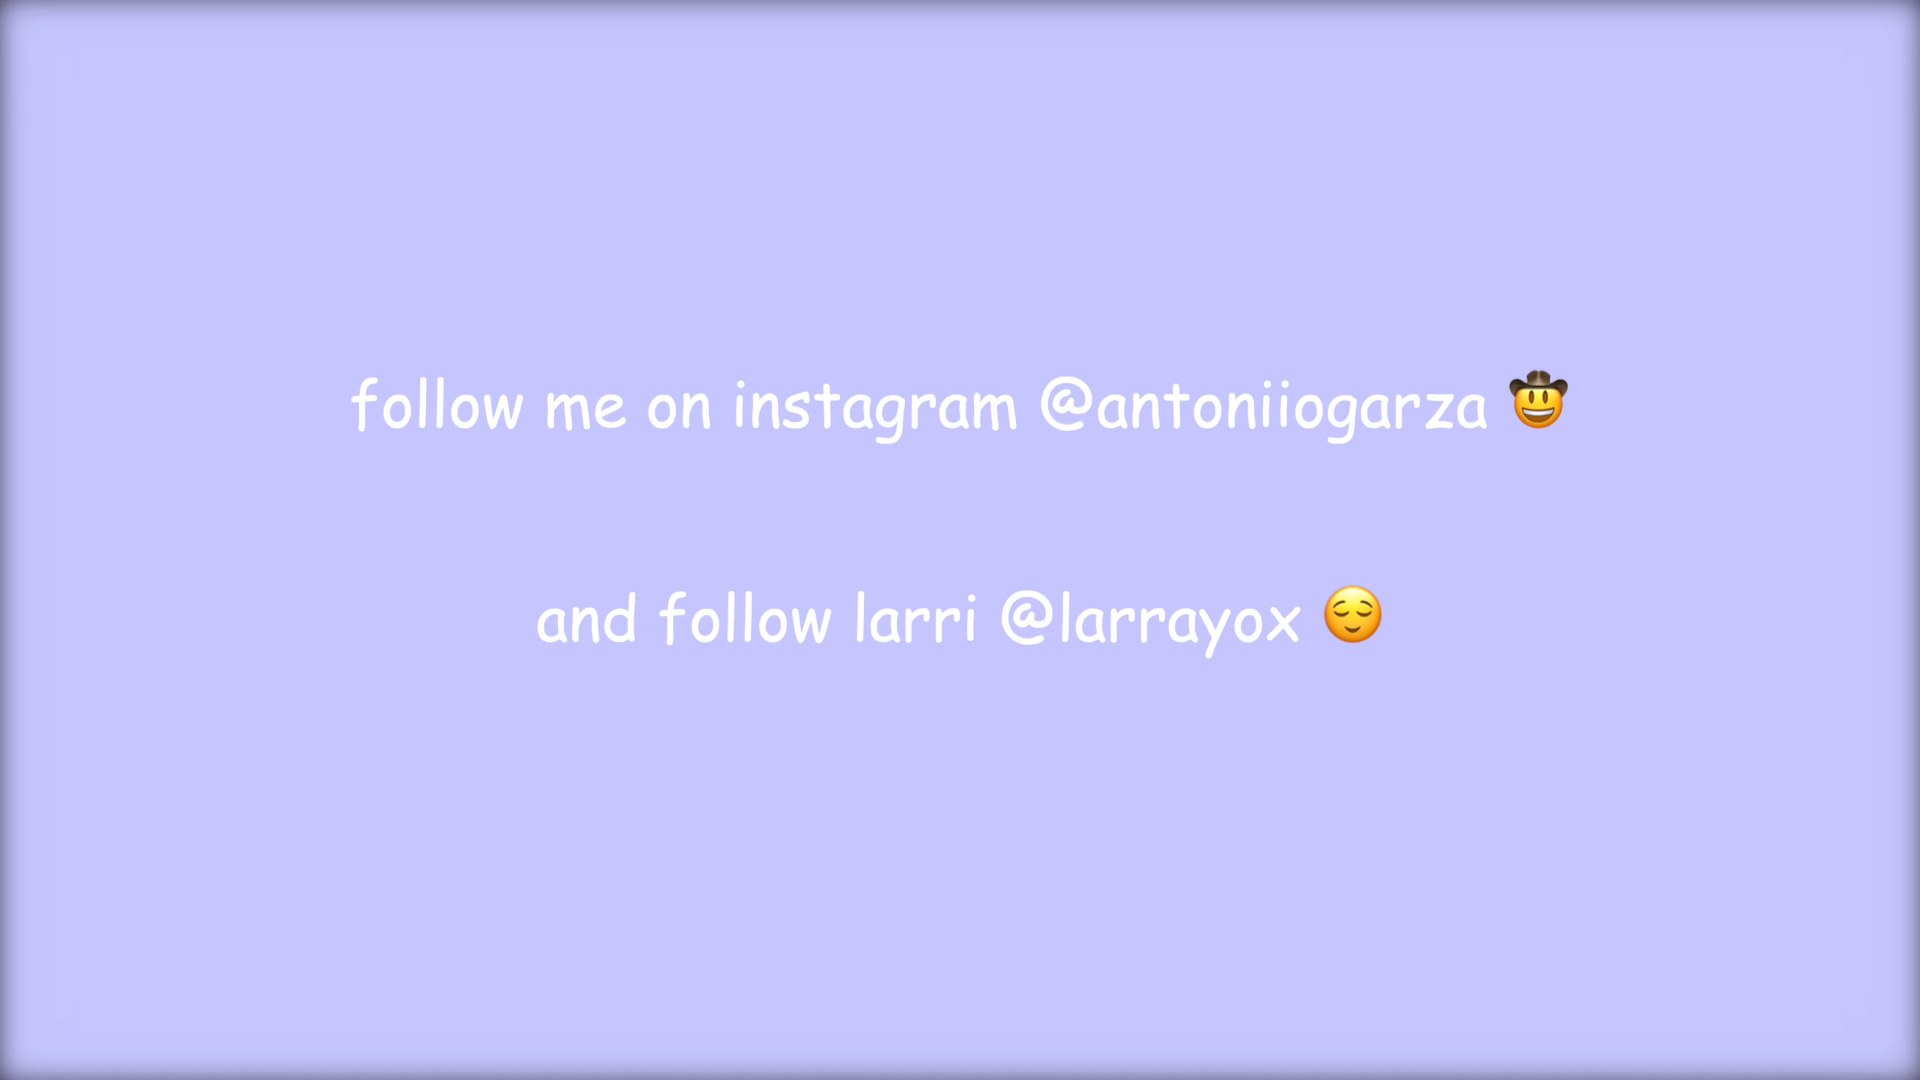 follow me on instagram @antoniiogarza 🤠
and follow larri @larrayox 😌